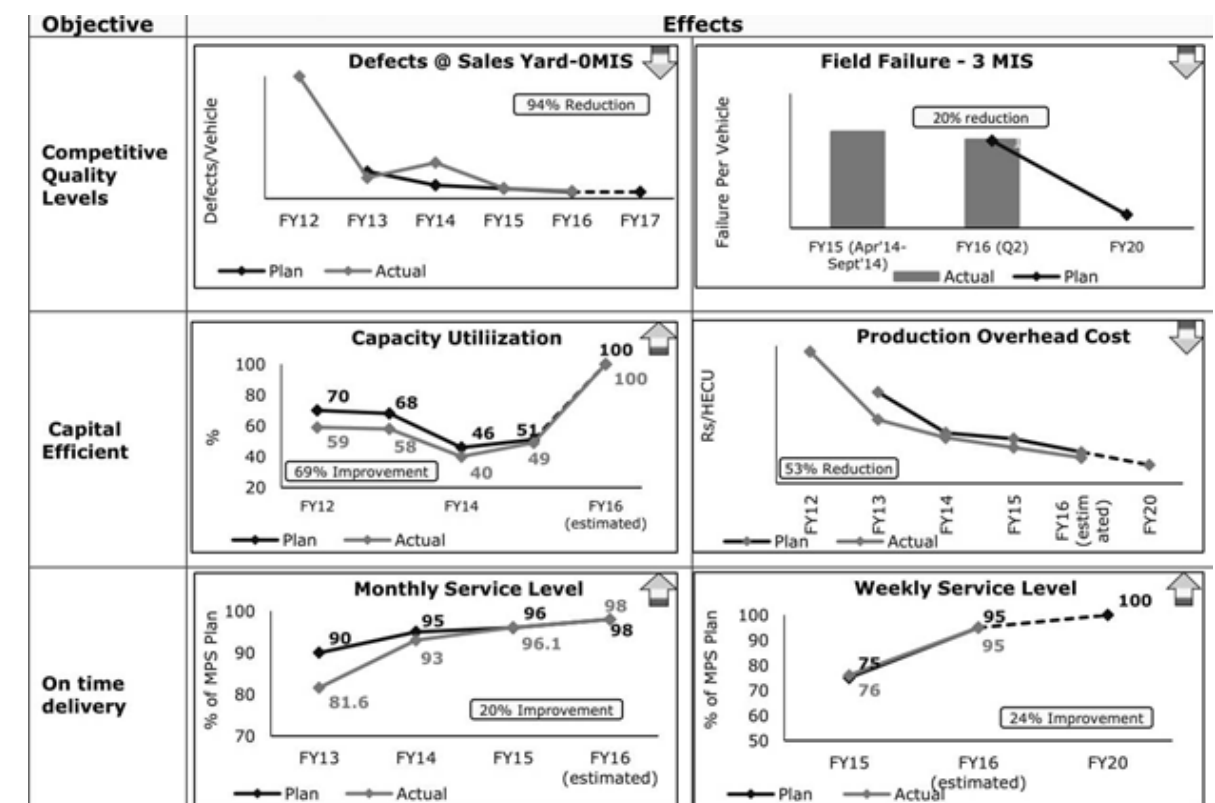 Objective
Effects
Competitive
Quality
Levels
Defects @ Sales Yard-0MIS
94% Reduction
Defects/Vehicle
FY12 FY13 FY14 FY15 FY16 FY17
Plan Actual
Field Failure - 3 MIS
20% reduction
Failure Per Vehicle
FY15 (Apr'14-
Sept'14)
FY16 (Q2)
FY20
Actual Plan
Capital
Efficient
Capacity Utiliization
100
80
60
40
20
%
70
68
46
51
100
59
58
40
49
100
69% Improvement
FY12 FY14 FY16
(estimated)
Plan Actual
Production Overhead Cost
Rs/HECU
53% Reduction
FY12
FY13
FY14
FY15
FY16
(estim
ated)
FY20
Plan Actual
On time
delivery
Monthly Service Level
% of MPS Plan
100
90
80
70
90
95
96
98
81.6
93
96.1
98
20% Improvement
FY13 FY14 FY15 FY16
(estimated)
Plan Actual
Weekly Service Level
% of MPS Plan
100
90
80
70
60
50
75
95
100
76
95
24% Improvement
FY15 FY16 FY20
(estimated)
Plan Actual